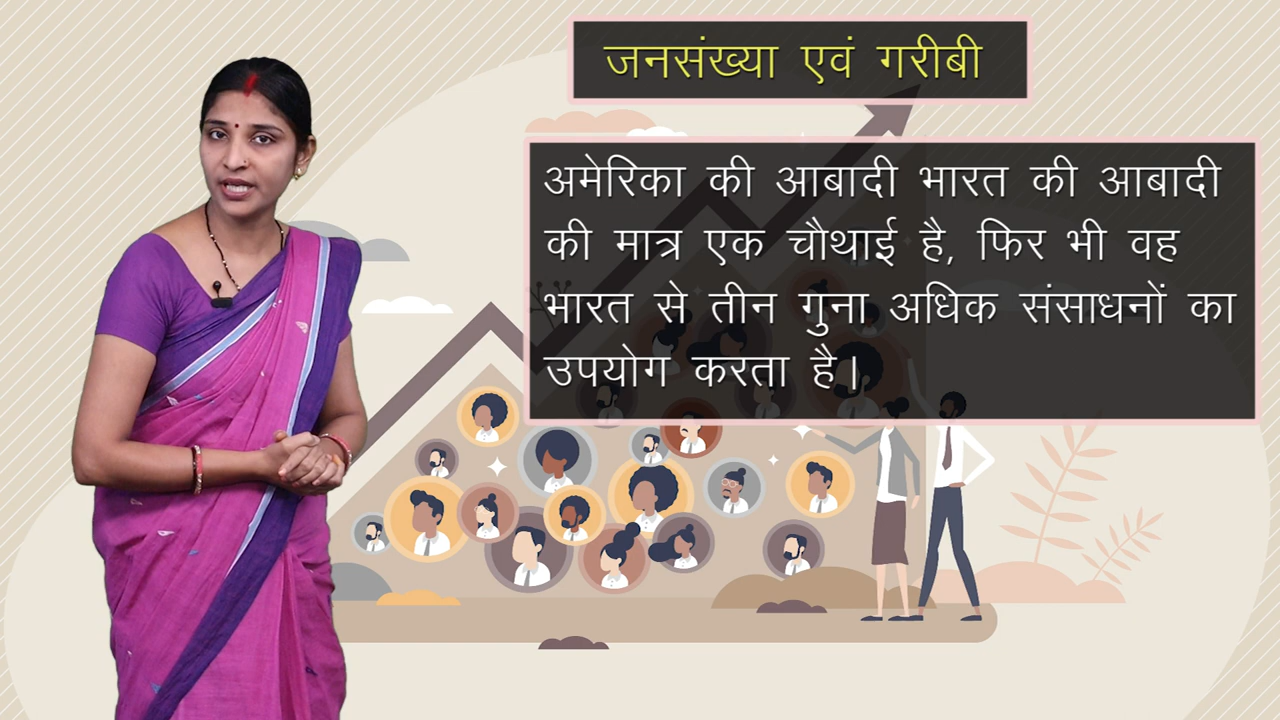 जनसंख्या एवं गरीबी
अमेरिका की आबादी भारत की आबादी
की मात्र एक चौथाई है, फिर भी वह
भारत से तीन गुना अधिक संसाधनों का
उपयोग करता है।